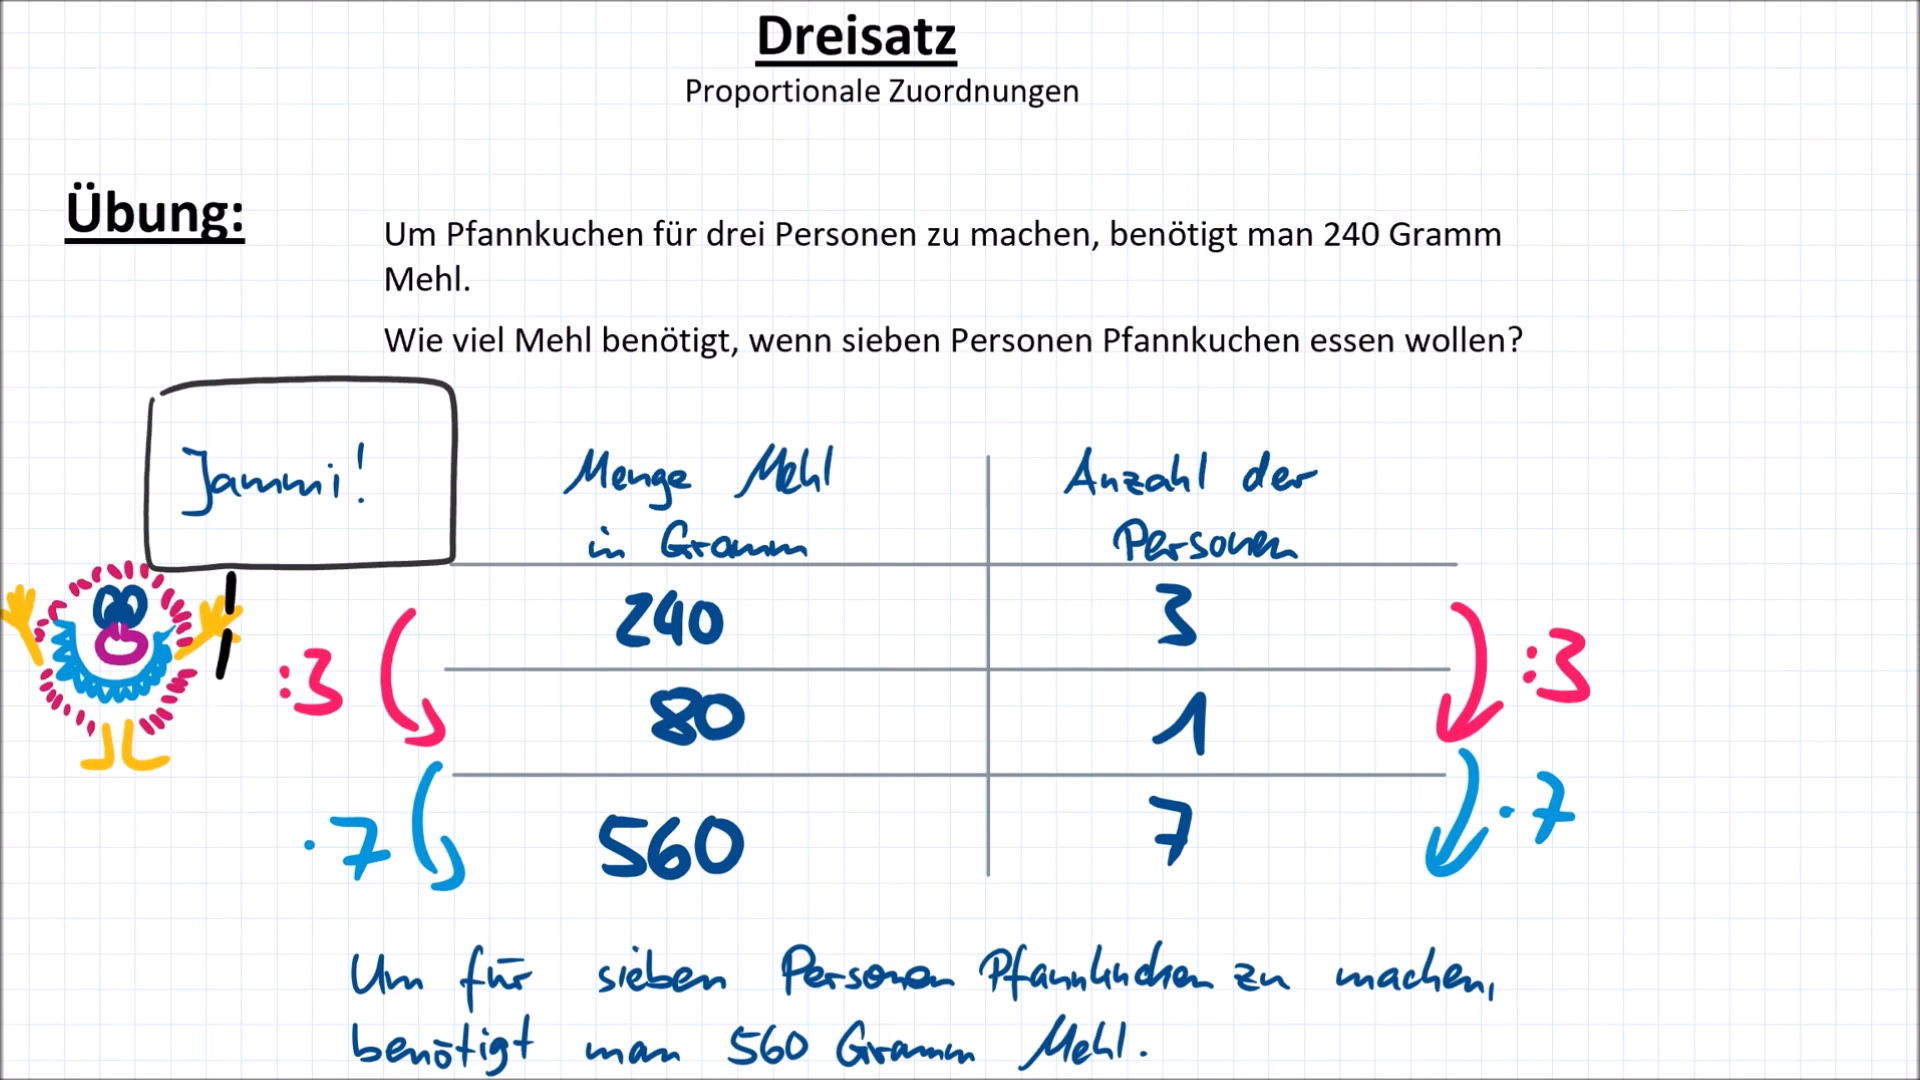 Dreisatz
Proportionale Zuordnungen
Übung:
Um Pfannkuchen für drei Personen zu machen, benötigt man 240 Gramm
Mehl.
Wie viel Mehl benötigt, wenn sieben Personen Pfannkuchen essen wollen?
Jammi!
Menge Mehl Anzahl der
in Gramm Personen
240 3
:3 80 1 :3
·7 560 7 ·7
Um für sieben Personen Pfannkuchen zu machen,
benötigt man 560 Gramm Mehl.